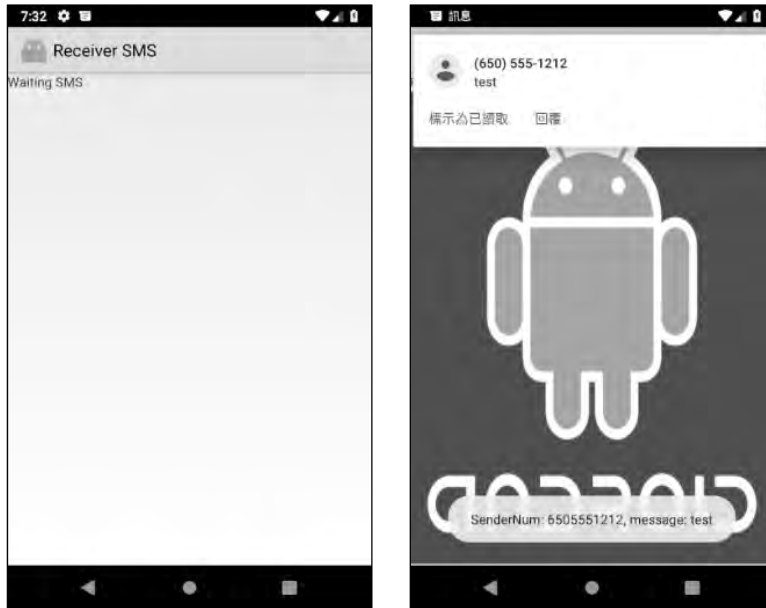 7:32
Receiver SMS
Waiting SMS
訊息
(650) 555-1212
test
標示為已讀取 回覆
ANDROID
SenderNum: 6505551212, message: test